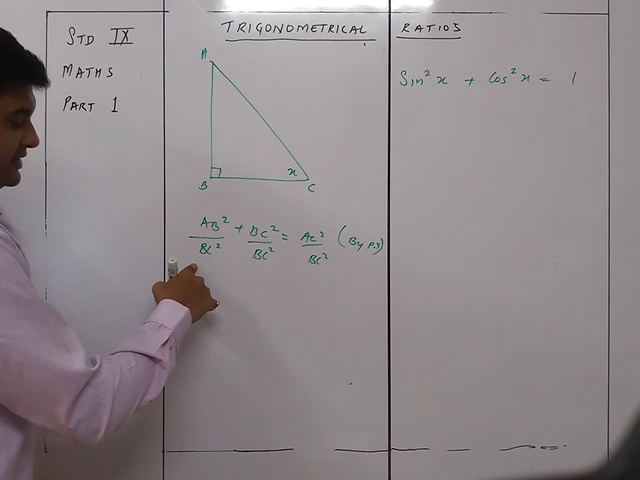 STD IX
MATHS
PART 1
TRIGONOMETRICAL RATIOS
A
B
C
x
AB²/BC² + BC²/BC² = AC²/BC² (By P.T)
Sin² x + Cos² x = 1